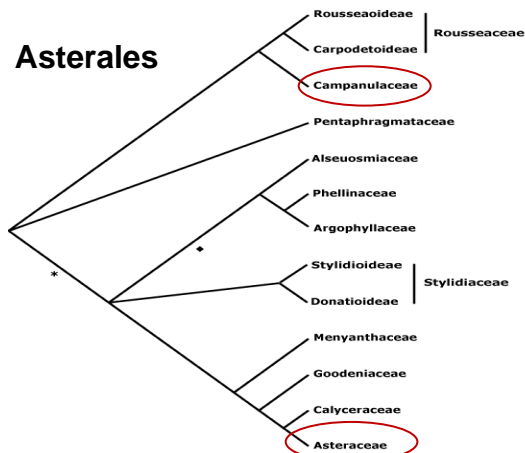 Asterales
Rousseaoideae
Rousseaceae
Carpodetoideae
Campanulaceae
Pentaphragmataceae
Alseuosmiaceae
Phellinaceae
Argophyllaceae
*
Stylidioideae
Stylidiaceae
Donatioideae
Menyanthaceae
Goodeniaceae
Calyceraceae
Asteraceae